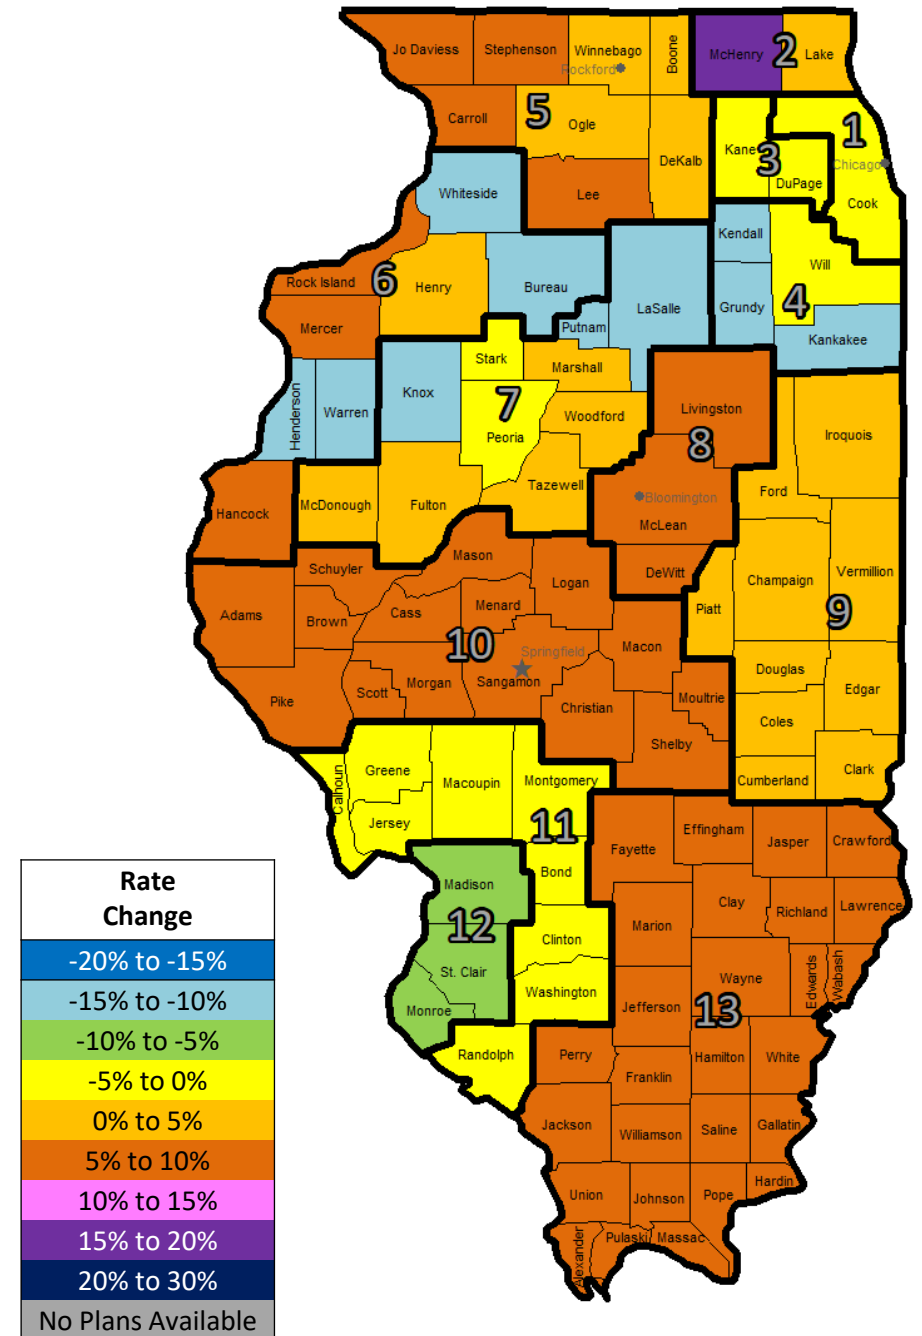 Jo Daviess
Stephenson
Winnebago
Boone
McHenry
2
Lake
Rockford
Carroll
5
Ogle
DeKalb
Kane
3
1
Chicago
DuPage
Cook
Whiteside
Lee
Kendall
Will
Rock Island
6
Henry
Bureau
LaSalle
Grundy
4
Putnam
Mercer
Kankakee
Stark
Marshall
Henderson
Warren
Knox
7
Peoria
Woodford
Livingston
8
Iroquois
Hancock
McDonough
Fulton
Tazewell
Bloomington
McLean
Ford
Mason
Schuyler
Logan
DeWitt
Champaign
Vermillion
Adams
Brown
Cass
Menard
Piatt
9
10
Springfield
Macon
Douglas
Pike
Scott
Morgan
Sangamon
Christian
Moultrie
Edgar
Coles
Shelby
Calhoun
Greene
Macoupin
Montgomery
Cumberland
Clark
Jersey
11
Fayette
Effingham
Jasper
Crawford
Bond
Madison
12
Clay
Richland
Lawrence
Marion
Clinton
St. Clair
Wayne
Edwards
Wabash
Washington
Monroe
Jefferson
13
Randolph
Perry
Franklin
Hamilton
White
Jackson
Williamson
Saline
Gallatin
Union
Johnson
Pope
Hardin
Alexander
Pulaski
Massac
Rate
Change
-20% to -15%
-15% to -10%
-10% to -5%
-5% to 0%
0% to 5%
5% to 10%
10% to 15%
15% to 20%
20% to 30%
No Plans Available